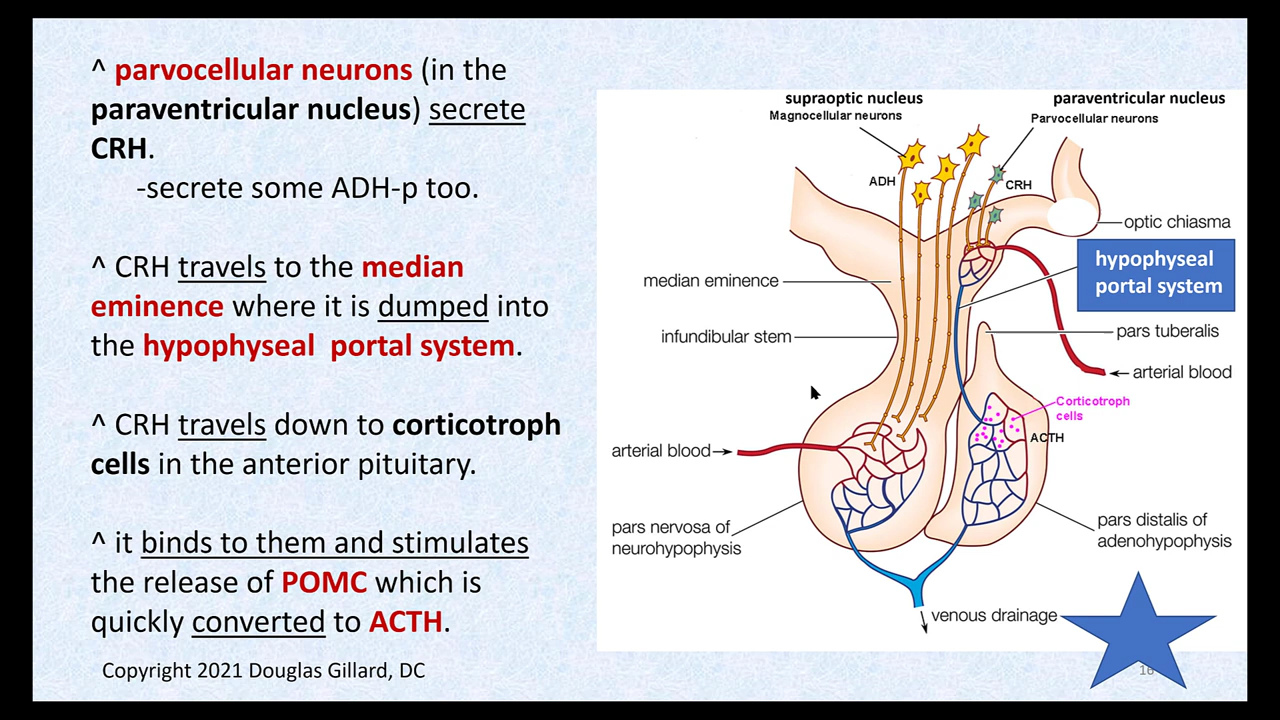 ^ parvocellular neurons (in the
paraventricular nucleus) secrete
CRH.
-secrete some ADH-p too.
^ CRH travels to the median
eminence where it is dumped into
the hypophyseal portal system.
^ CRH travels down to corticotroph
cells in the anterior pituitary.
^ it binds to them and stimulates
the release of POMC which is
quickly converted to ACTH.
Copyright 2021 Douglas Gillard, DC
supraoptic nucleus
Magnocellular neurons
paraventricular nucleus
Parvocellular neurons
ADH
CRH
optic chiasma
hypophyseal
portal system
median eminence
infundibular stem
pars tuberalis
arterial blood
Corticotroph
cells
ACTH
arterial blood
pars nervosa of
neurohypophysis
pars distalis of
adenohypophysis
venous drainage